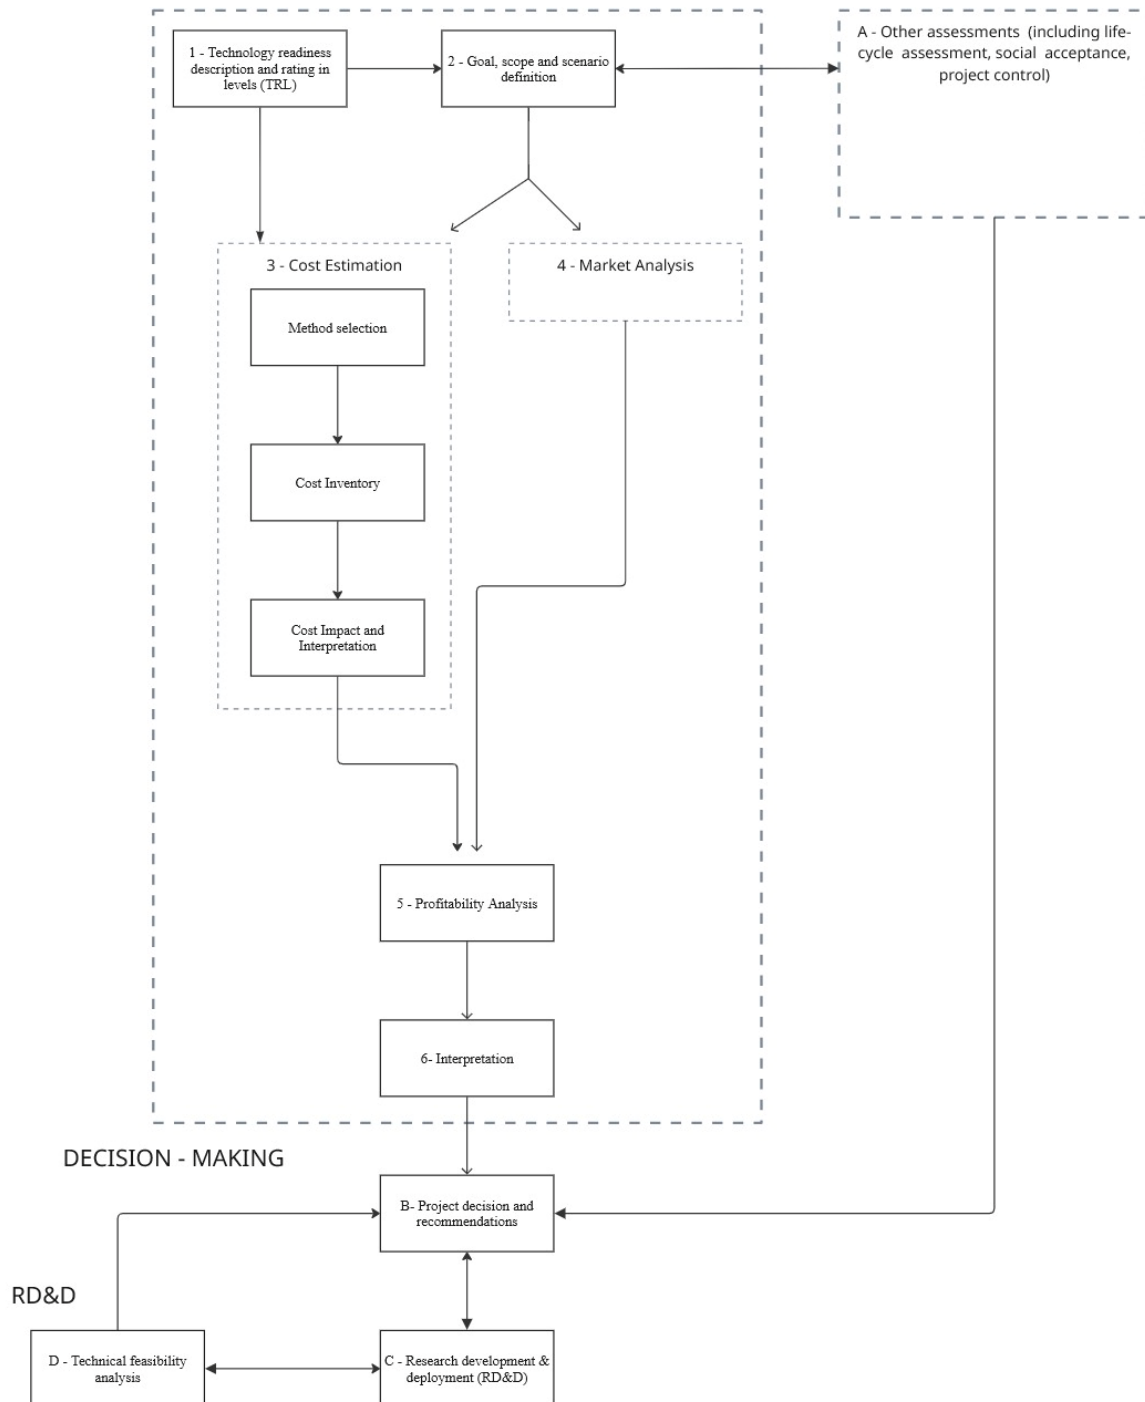 1 - Technology readiness
description and rating in
levels (TRL)
2 - Goal, scope and scenario
definition
A - Other assessments (including life-
cycle assessment, social acceptance,
project control)
3 - Cost Estimation
4 - Market Analysis
Method selection
Cost Inventory
Cost Impact and
Interpretation
5 - Profitability Analysis
6- Interpretation
DECISION - MAKING
B- Project decision and
recommendations
RD&D
D - Technical feasibility
analysis
C - Research development &
deployment (RD&D)